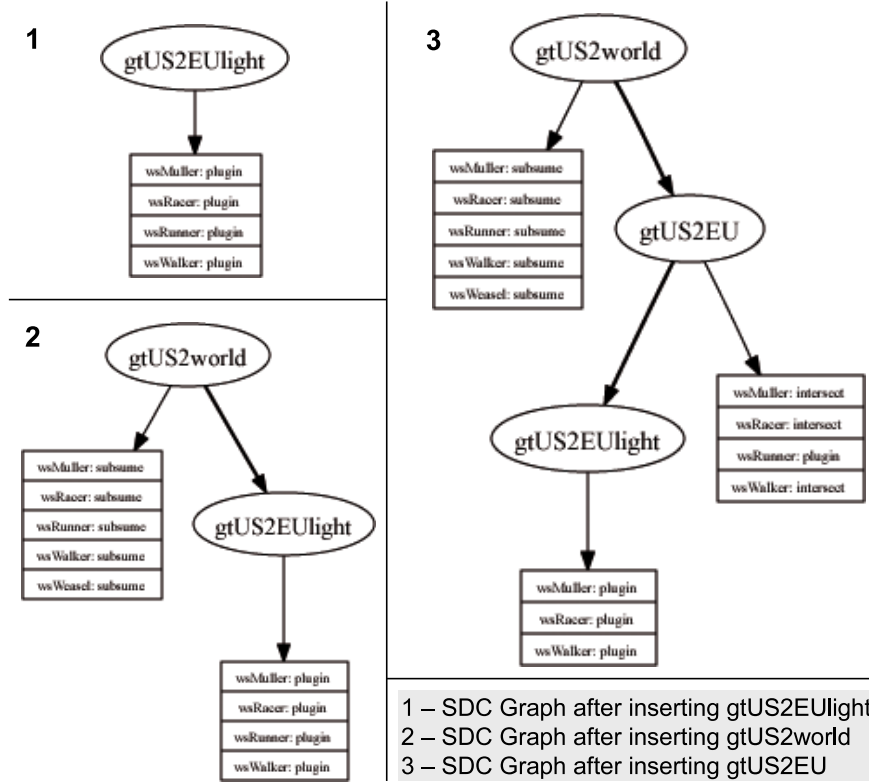 1
gtUS2EUlight
wsMuller: plugin
wsRacer: plugin
wsRunner: plugin
wsWalker: plugin
2
gtUS2world
wsMuller: subsume
wsRacer: subsume
wsRunner: subsume
wsWalker: subsume
wsWeasel: subsume
gtUS2EUlight
wsMuller: plugin
wsRacer: plugin
wsRunner: plugin
wsWalker: plugin
3
gtUS2world
wsMuller: subsume
wsRacer: subsume
wsRunner: subsume
wsWalker: subsume
wsWeasel: subsume
gtUS2EU
wsMuller: intersect
wsRacer: intersect
wsRunner: plugin
wsWalker: intersect
gtUS2EUlight
wsMuller: plugin
wsRacer: plugin
wsWalker: plugin
1 – SDC Graph after inserting gtUS2EUlight
2 – SDC Graph after inserting gtUS2world
3 – SDC Graph after inserting gtUS2EU